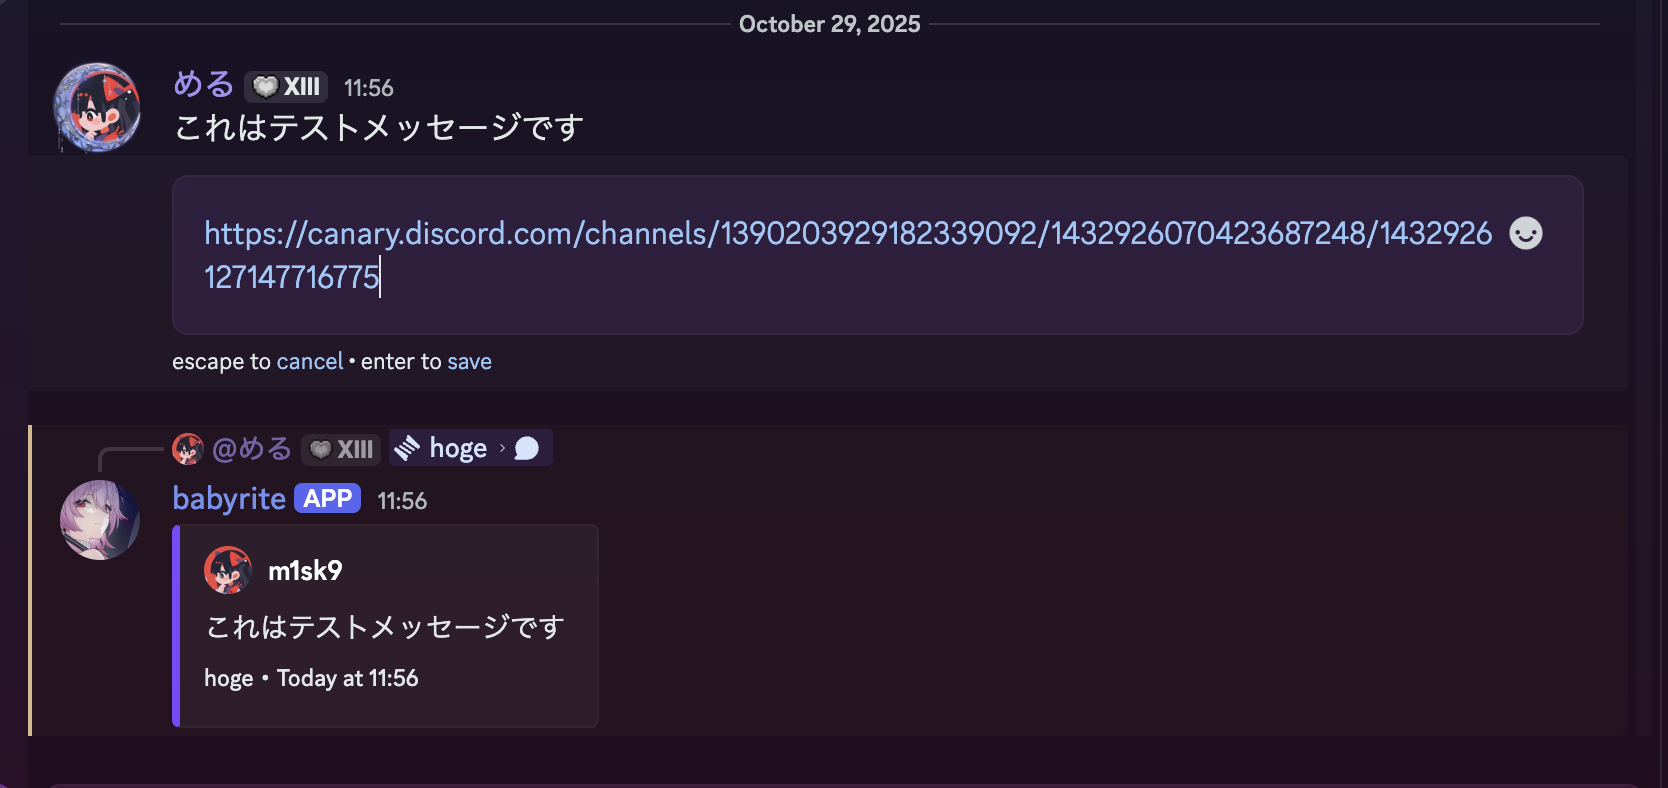 October 29, 2025
める XIII 11:56
これはテストメッセージです
https://canary.discord.com/channels/1390203929182339092/1432926070423687248/1432926
127147716775
escape to cancel • enter to save
@める XIII hoge ›
babyrite APP 11:56
m1sk9
これはテストメッセージです
hoge • Today at 11:56